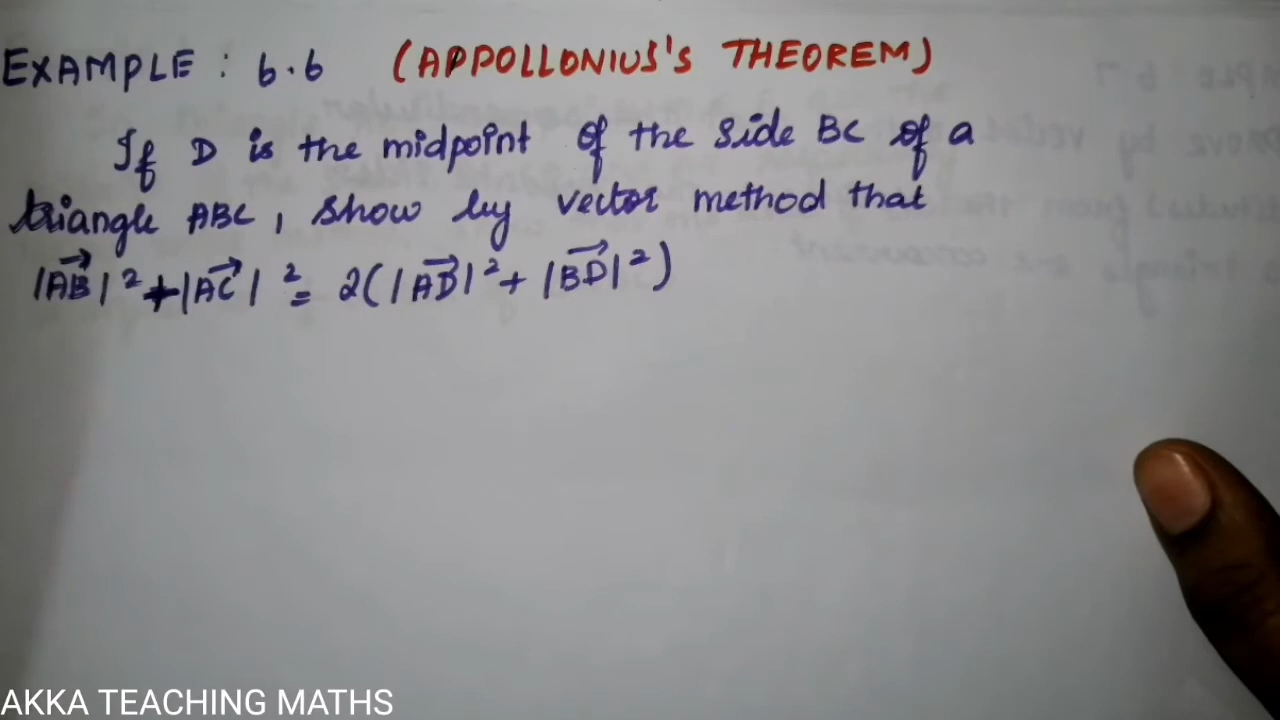 EXAMPLE : 6.6 (APPOLLONIUS'S THEOREM)
If D is the midpoint of the side BC of a
triangle ABC, show by vector method that
|AB→|² + |AC→|² = 2(|AD→|² + |BD→|²)
AKKA TEACHING MATHS